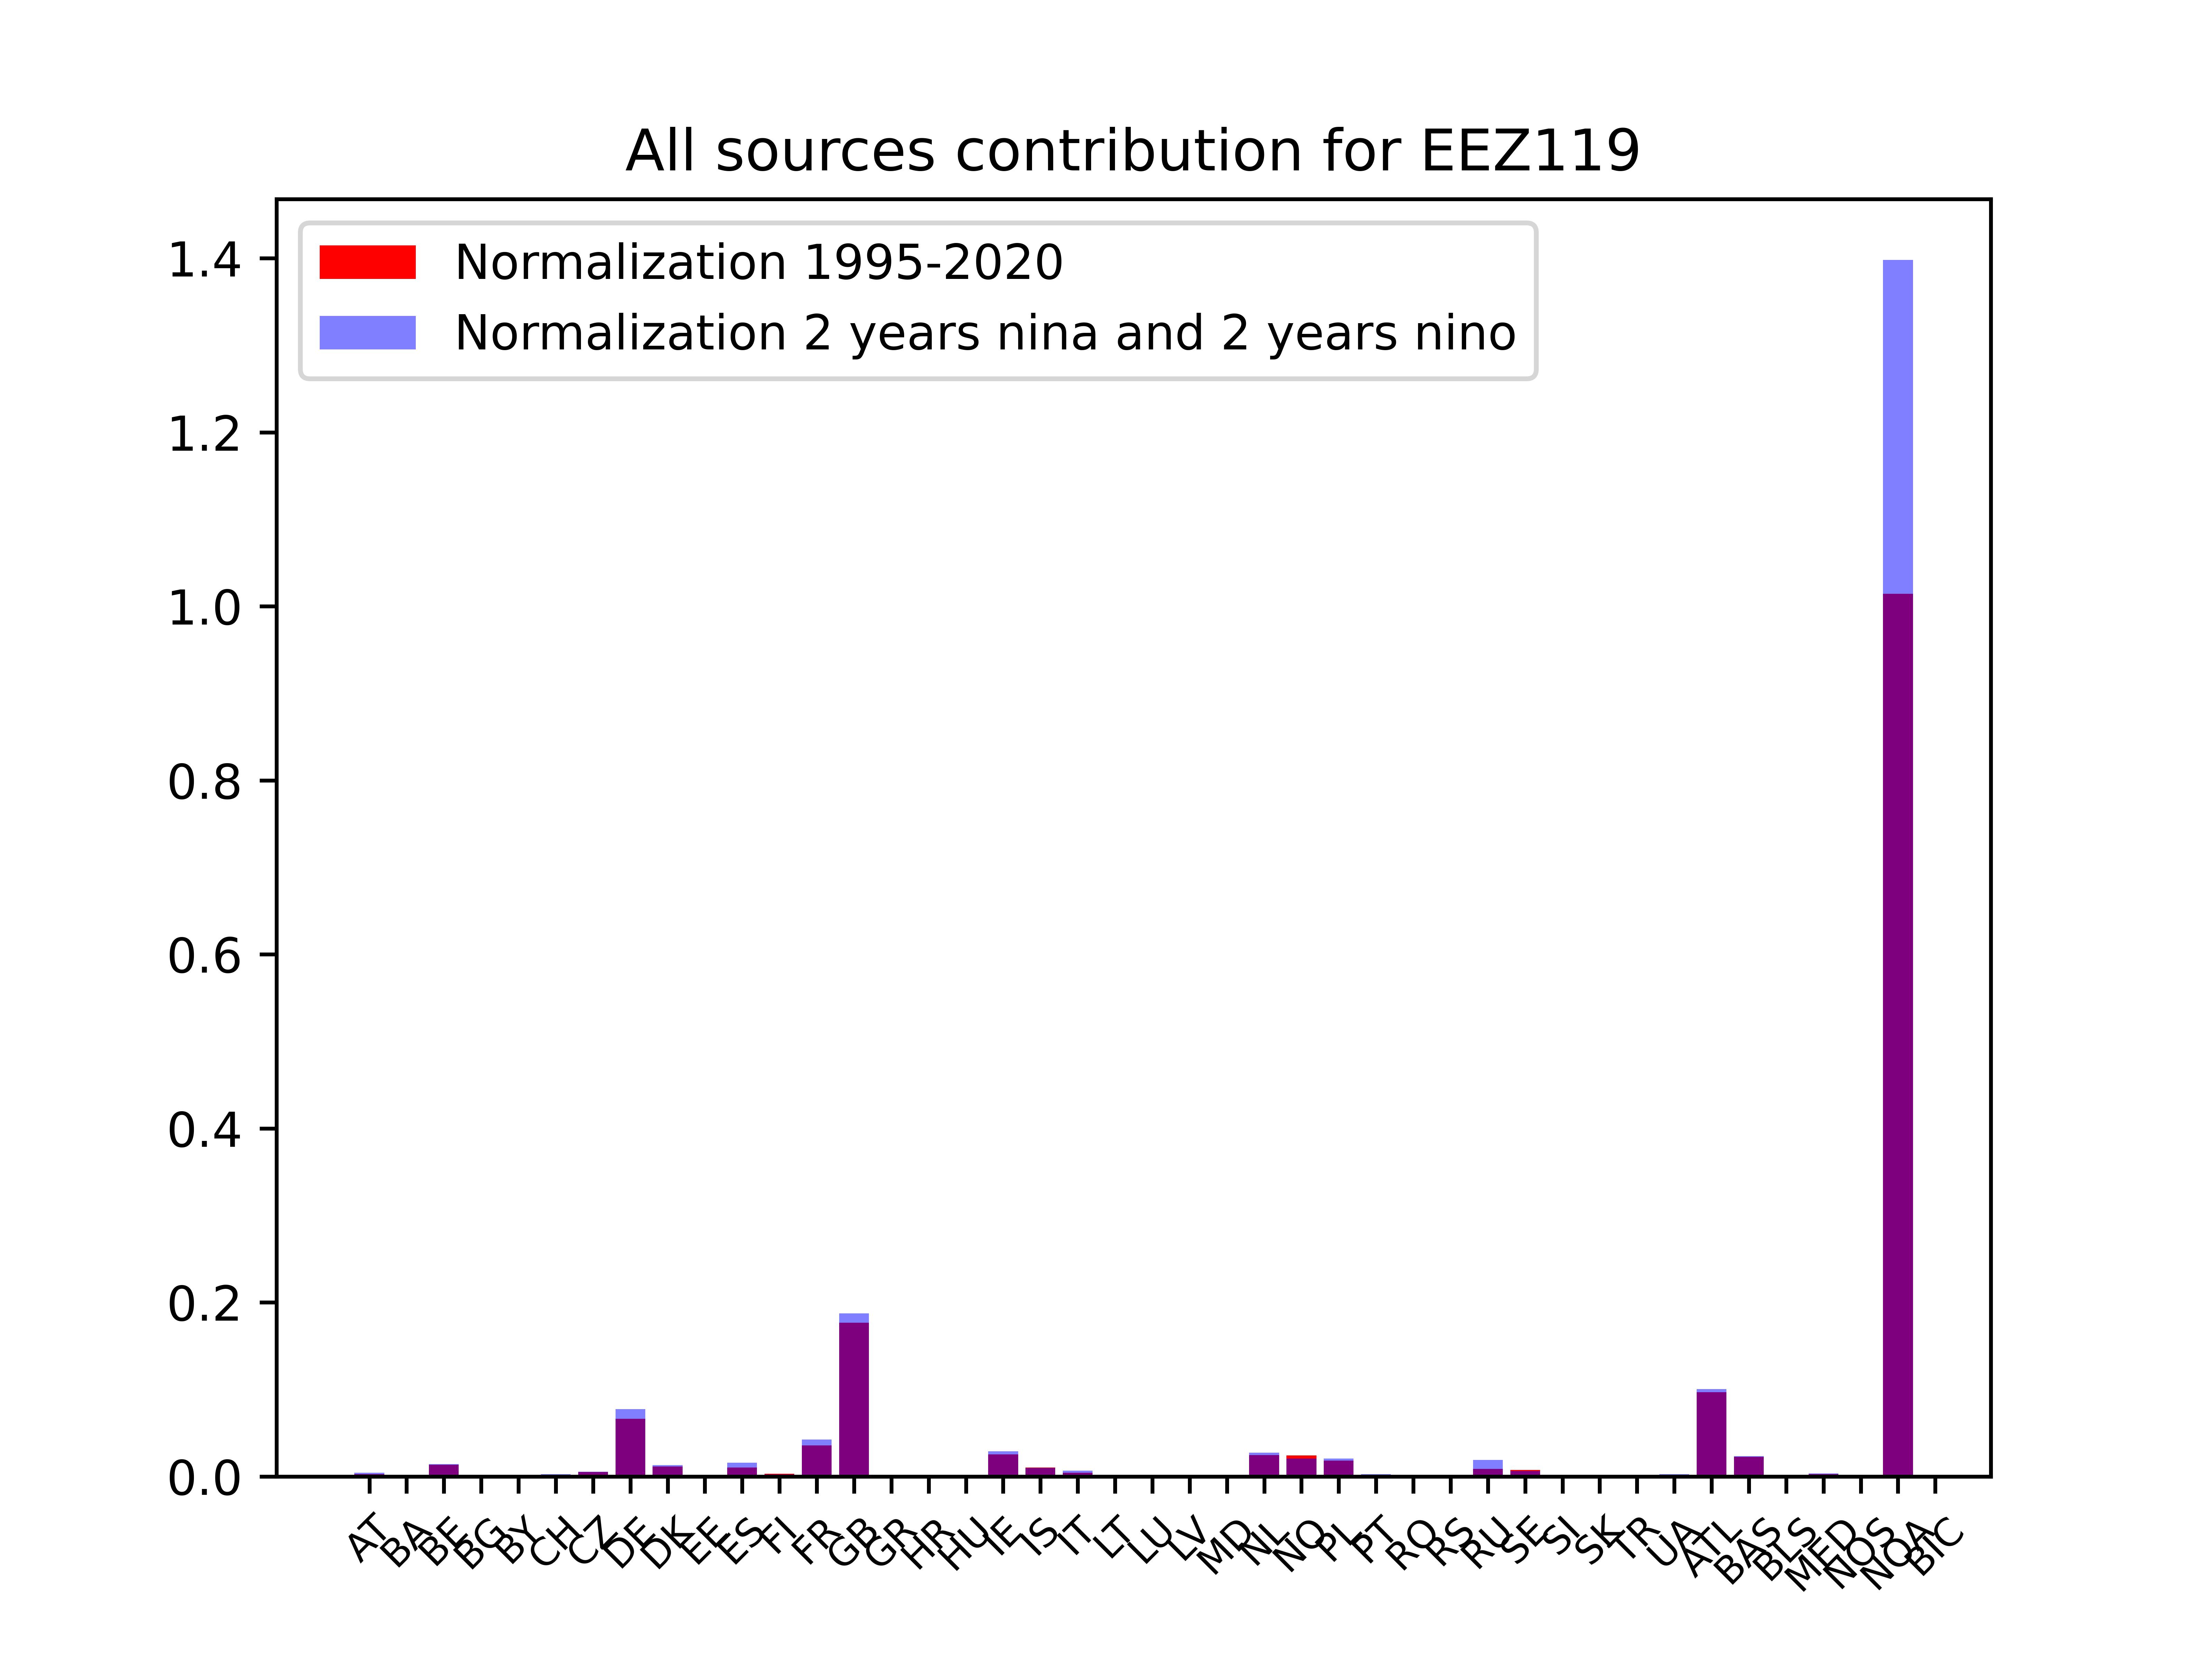 All sources contribution for EEZ119
Normalization 1995-2020
Normalization 2 years nina and 2 years nino
1.4
1.2
1.0
0.8
0.6
0.4
0.2
0.0
AT
BA
BE
BG
BY
CH
CZ
DE
DK
EE
ES
FI
FR
GB
GR
HR
HU
IE
IS
IT
LT
LU
LV
MD
NL
NO
PL
PT
RO
RS
RU
SE
SI
SK
TR
UA
ATL
BAS
BLS
MED
NOS
NOA
BIC